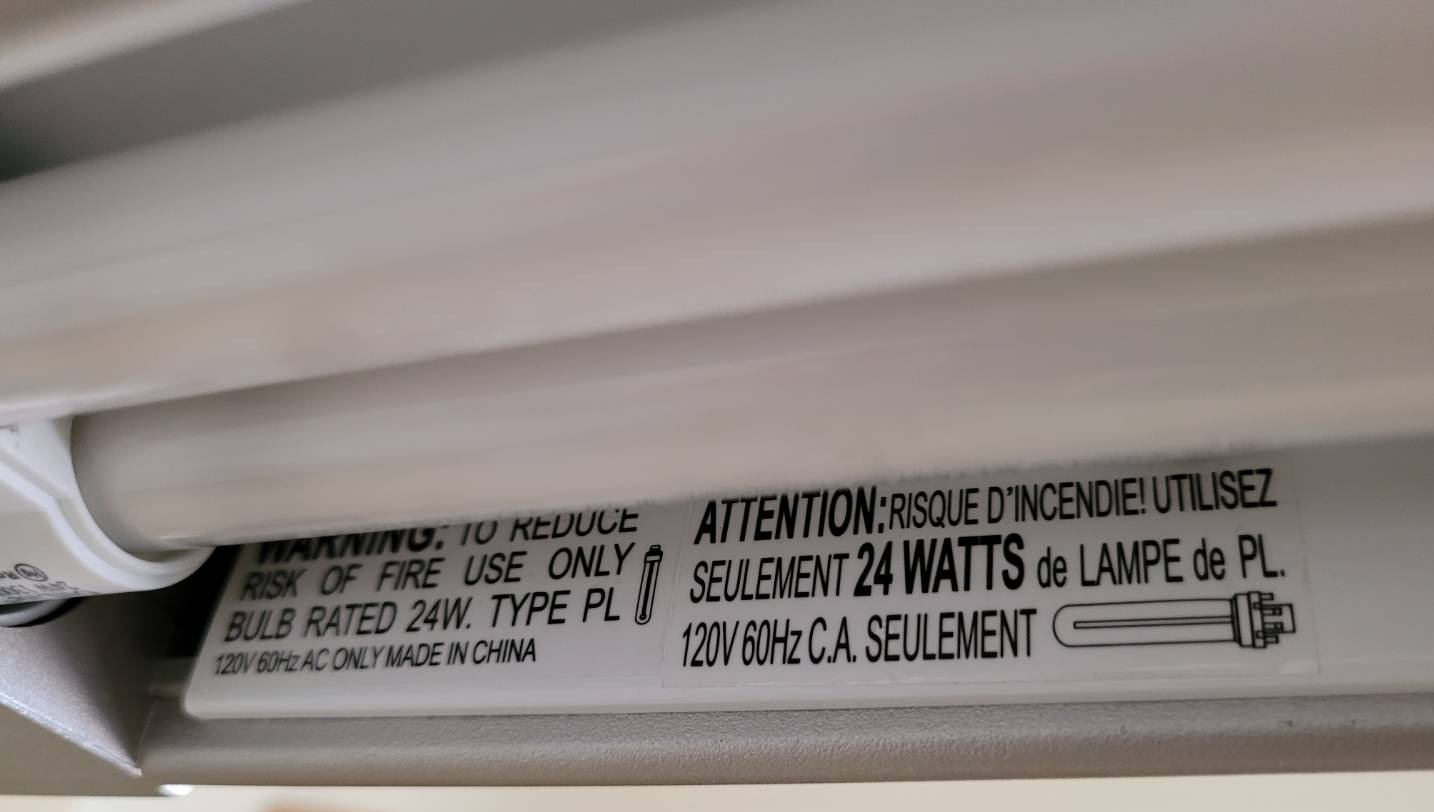 WARNING: TO REDUCE
RISK OF FIRE USE ONLY
BULB RATED 24W. TYPE PL
120V 60Hz AC ONLY MADE IN CHINA
ATTENTION: RISQUE D'INCENDIE! UTILISEZ
SEULEMENT 24 WATTS de LAMPE de PL.
120V 60Hz C.A. SEULEMENT